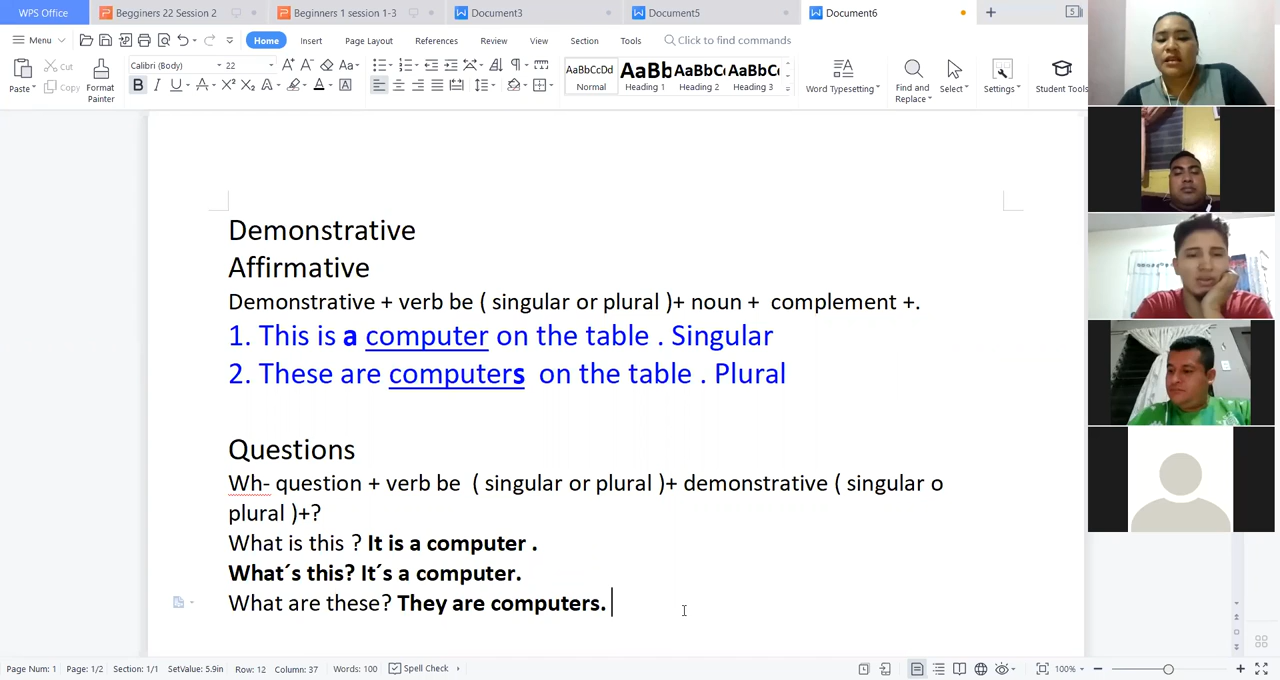 WPS Office
Begginers 22 Session 2
Beginners 1 session 1-3
Document3
Document5
Document6
5
Menu
Home
Insert
Page Layout
References
Review
View
Section
Tools
Click to find commands
Paste
Cut
Copy
Format Painter
Calibri (Body)
22
AaBbCcDd
Normal
AaBb
Heading 1
AaBbC
Heading 2
AaBbC
Heading 3
Word Typesetting
Find and Replace
Select
Settings
Student Tools
Demonstrative
Affirmative
Demonstrative + verb be ( singular or plural )+ noun + complement +.
1. This is a computer on the table . Singular
2. These are computers on the table . Plural
Questions
Wh- question + verb be ( singular or plural )+ demonstrative ( singular o
plural )+?
What is this ? It is a computer .
What´s this? It´s a computer.
What are these? They are computers.
Page Num: 1 Page: 1/2 Section: 1/1 SetValue: 5.9in Row: 12 Column: 37 Words: 100 Spell Check 100%